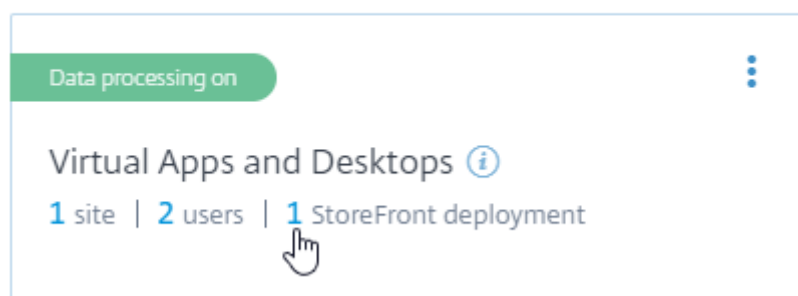 Data processing on
Virtual Apps and Desktops i
1 site | 2 users | 1 StoreFront deployment